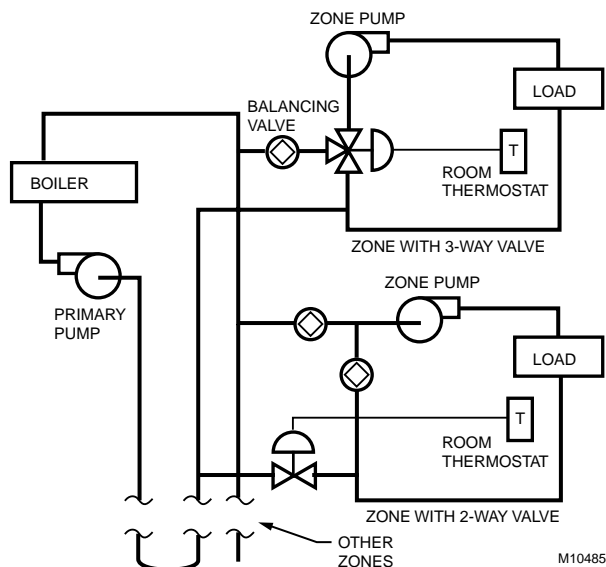 ZONE PUMP
LOAD
BALANCING
VALVE
T
ROOM
THERMOSTAT
BOILER
ZONE WITH 3-WAY VALVE
PRIMARY
PUMP
ZONE PUMP
LOAD
T
ROOM
THERMOSTAT
ZONE WITH 2-WAY VALVE
OTHER
ZONES
M10485